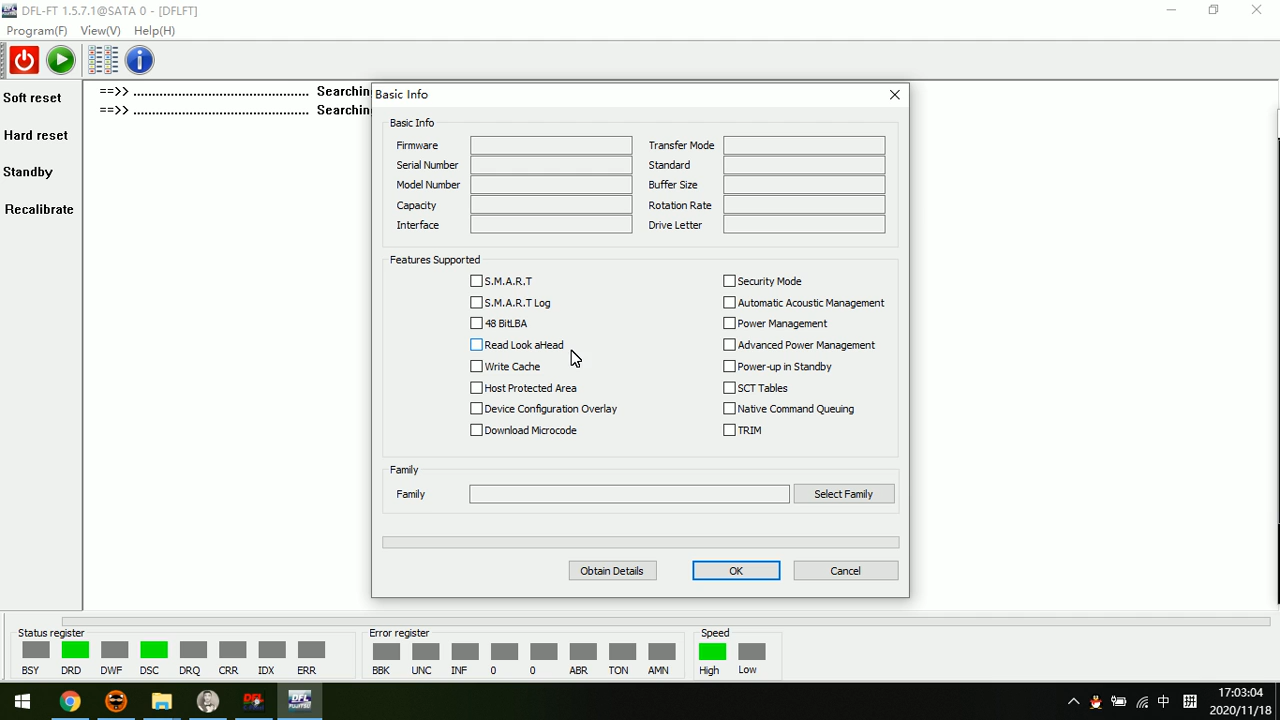 DFL-FT 1.5.7.1@SATA 0 - [DFLFT]
Program(F) View(V) Help(H)
Soft reset
Hard reset
Standby
Recalibrate
==>> .......................................... Searching
==>> .......................................... Searching
Basic Info
Basic Info
Firmware
Transfer Mode
Serial Number
Standard
Model Number
Buffer Size
Capacity
Rotation Rate
Interface
Drive Letter
Features Supported
S.M.A.R.T
Security Mode
S.M.A.R.T Log
Automatic Acoustic Management
48 BitLBA
Power Management
Read Look aHead
Advanced Power Management
Write Cache
Power-up in Standby
Host Protected Area
SCT Tables
Device Configuration Overlay
Native Command Queuing
Download Microcode
TRIM
Family
Family
Select Family
Obtain Details
OK
Cancel
Status register
Error register
Speed
BSY DRD DWF DSC DRQ CRR IDX ERR
BBK UNC INF 0 0 ABR TON AMN
High Low
DFL
DFL
FUJITSU
中
拼
17:03:04
2020/11/18